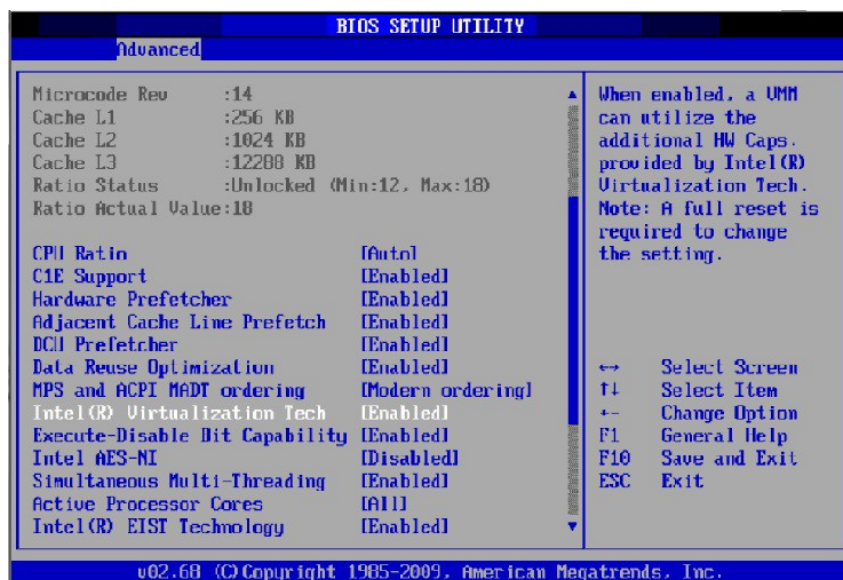 BIOS SETUP UTILITY
Advanced
Microcode Rev :14
Cache L1 :256 KB
Cache L2 :1024 KB
Cache L3 :12288 KB
Ratio Status :Unlocked (Min:12, Max:18)
Ratio Actual Value:18
CPU Ratio [Auto]
C1E Support [Enabled]
Hardware Prefetcher [Enabled]
Adjacent Cache Line Prefetch [Enabled]
DCU Prefetcher [Enabled]
Data Reuse Optimization [Enabled]
MPS and ACPI MADT ordering [Modern ordering]
Intel(R) Virtualization Tech [Enabled]
Execute-Disable Bit Capability [Enabled]
Intel AES-NI [Disabled]
Simultaneous Multi-Threading [Enabled]
Active Processor Cores [All]
Intel(R) EIST Technology [Enabled]
When enabled, a VMM
can utilize the
additional HW Caps.
provided by Intel(R)
Virtualization Tech.
Note: A full reset is
required to change
the setting.
↔ Select Screen
↑↓ Select Item
+- Change Option
F1 General Help
F10 Save and Exit
ESC Exit
v02.68 (C)Copyright 1985-2009, American Megatrends, Inc.